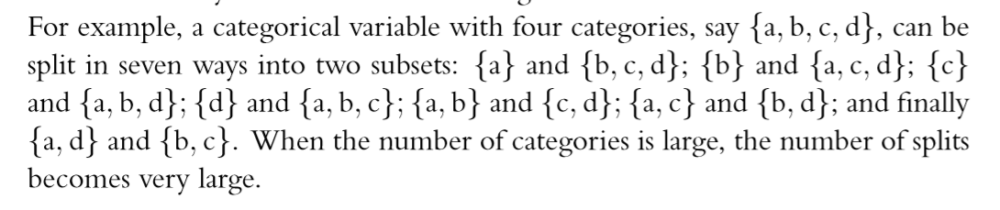 For example, a categorical variable with four categories, say {a, b, c, d}, can be
split in seven ways into two subsets: {a} and {b, c, d}; {b} and {a, c, d}; {c}
and {a, b, d}; {d} and {a, b, c}; {a, b} and {c, d}; {a, c} and {b, d}; and finally
{a, d} and {b, c}. When the number of categories is large, the number of splits
becomes very large.